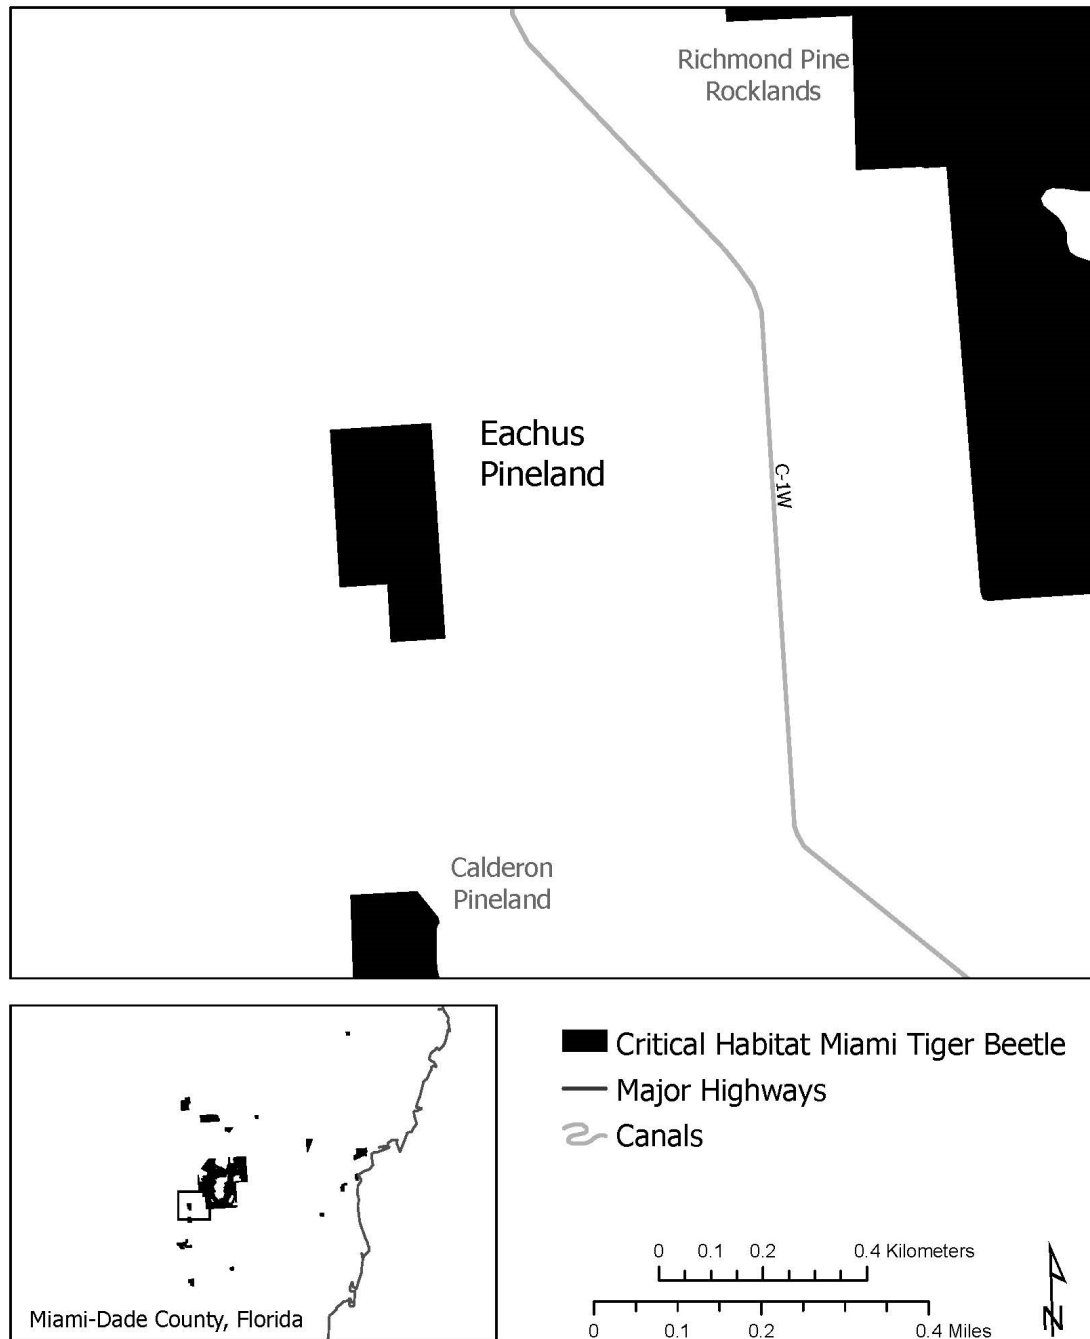 Richmond Pine
Rocklands
Eachus
Pineland
C-1W
Calderon
Pineland
Miami-Dade County, Florida
Critical Habitat Miami Tiger Beetle
Major Highways
Canals
0 0.1 0.2 0.4 Kilometers
0 0.1 0.2 0.4 Miles
N